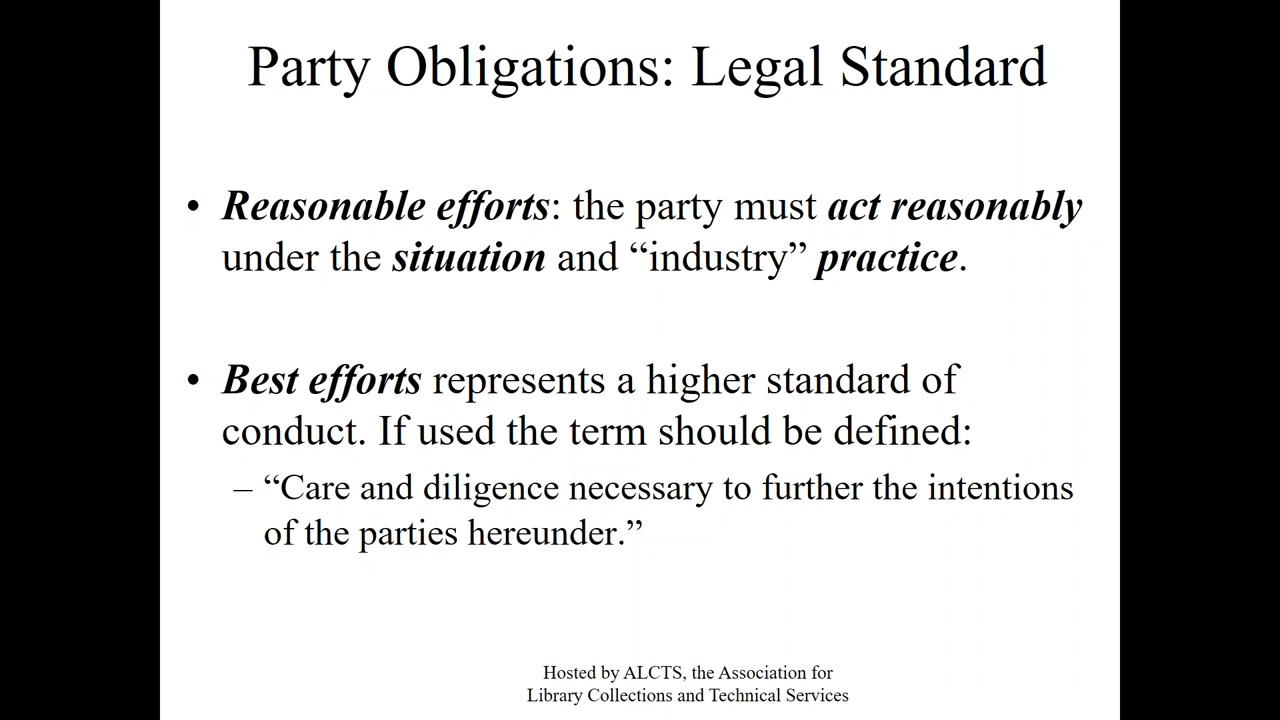 Party Obligations: Legal Standard
• Reasonable efforts: the party must act reasonably
under the situation and “industry” practice.
• Best efforts represents a higher standard of
conduct. If used the term should be defined:
– “Care and diligence necessary to further the intentions
of the parties hereunder.”
Hosted by ALCTS, the Association for
Library Collections and Technical Services